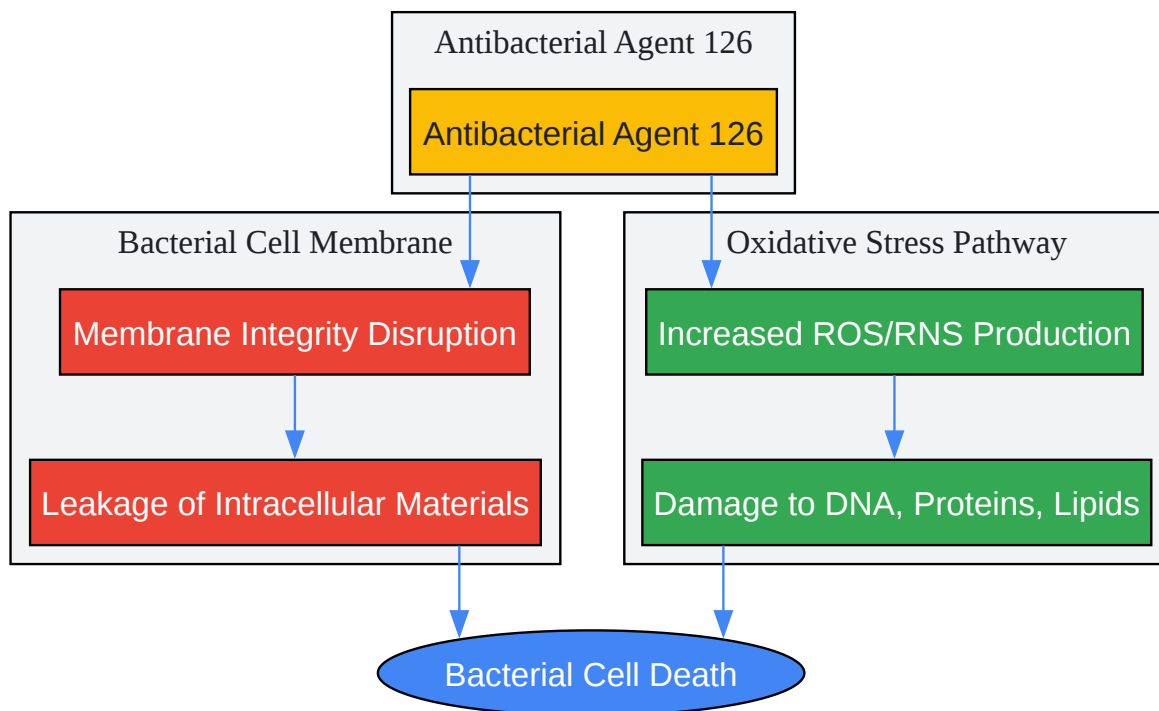 Antibacterial Agent 126
Antibacterial Agent 126
Bacterial Cell Membrane
Membrane Integrity Disruption
Leakage of Intracellular Materials
Oxidative Stress Pathway
Increased ROS/RNS Production
Damage to DNA, Proteins, Lipids
Bacterial Cell Death